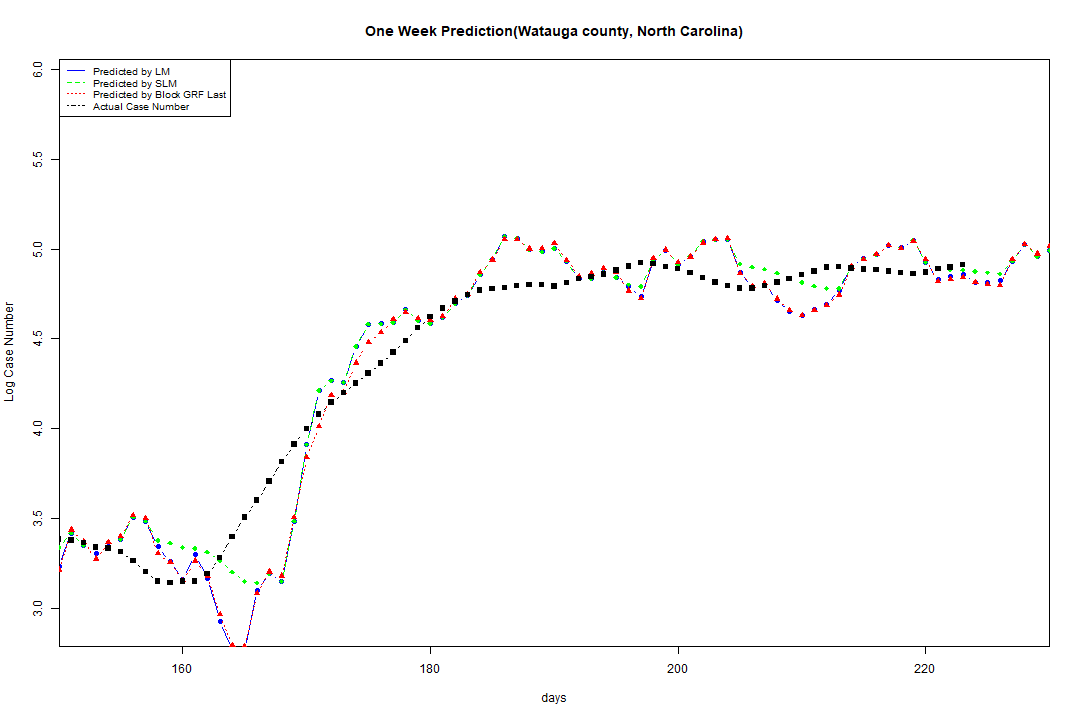 One Week Prediction(Watauga county, North Carolina)
Predicted by LM
Predicted by SLM
Predicted by Block GRF Last
Actual Case Number
6.0
5.5
5.0
4.5
4.0
3.5
3.0
Log Case Number
160 180 200 220
days